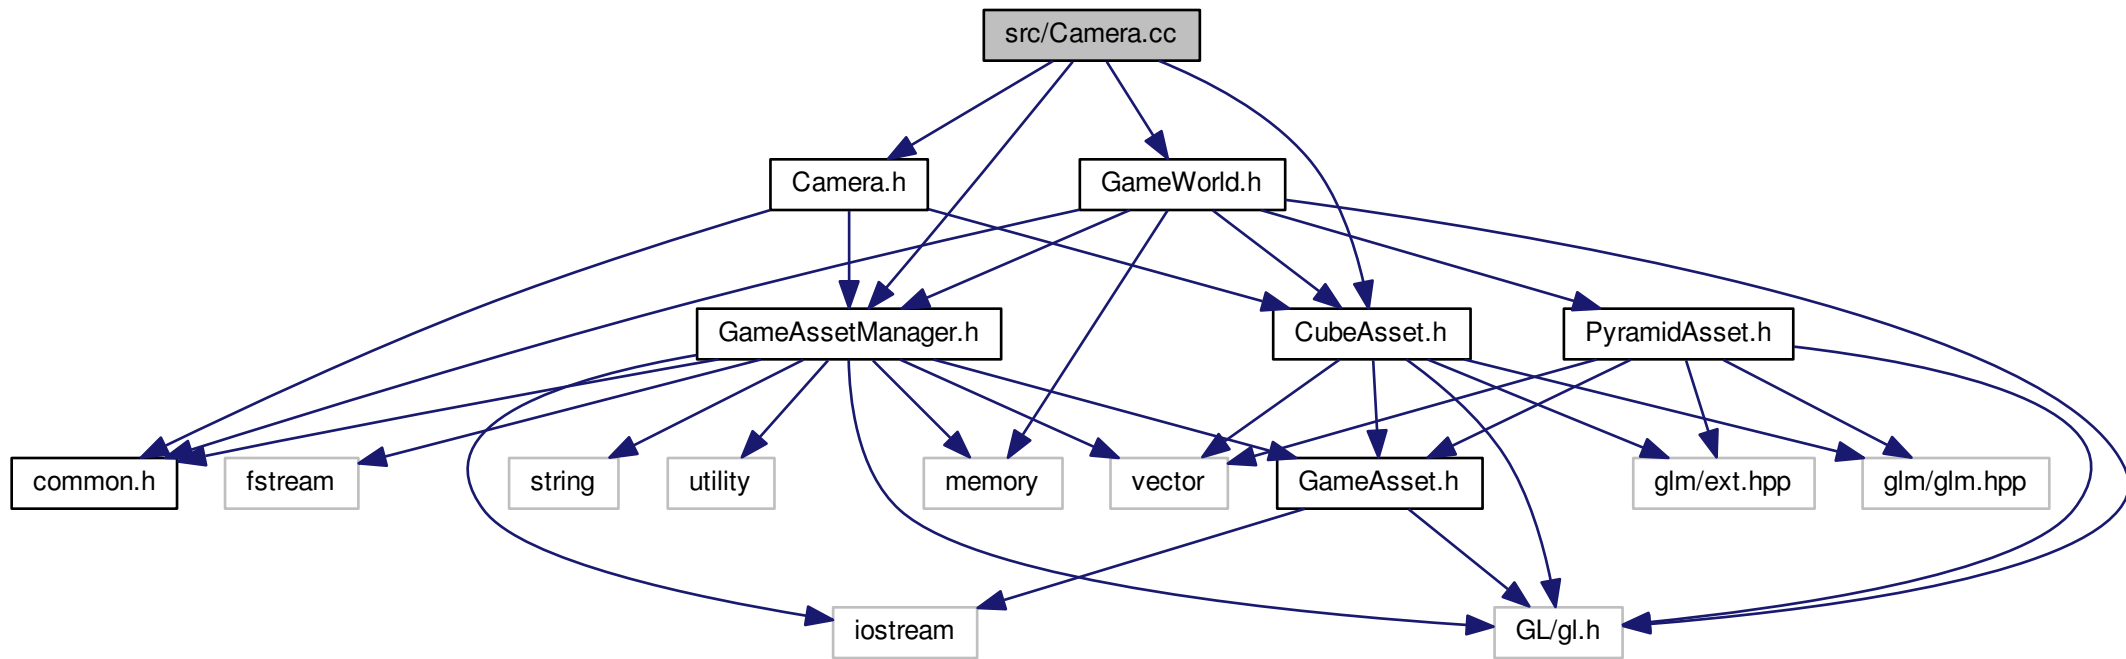 src/Camera.cc
Camera.h
GameWorld.h
GameAssetManager.h
CubeAsset.h
PyramidAsset.h
common.h
fstream
string
utility
memory
vector
GameAsset.h
glm/ext.hpp
glm/glm.hpp
iostream
GL/gl.h